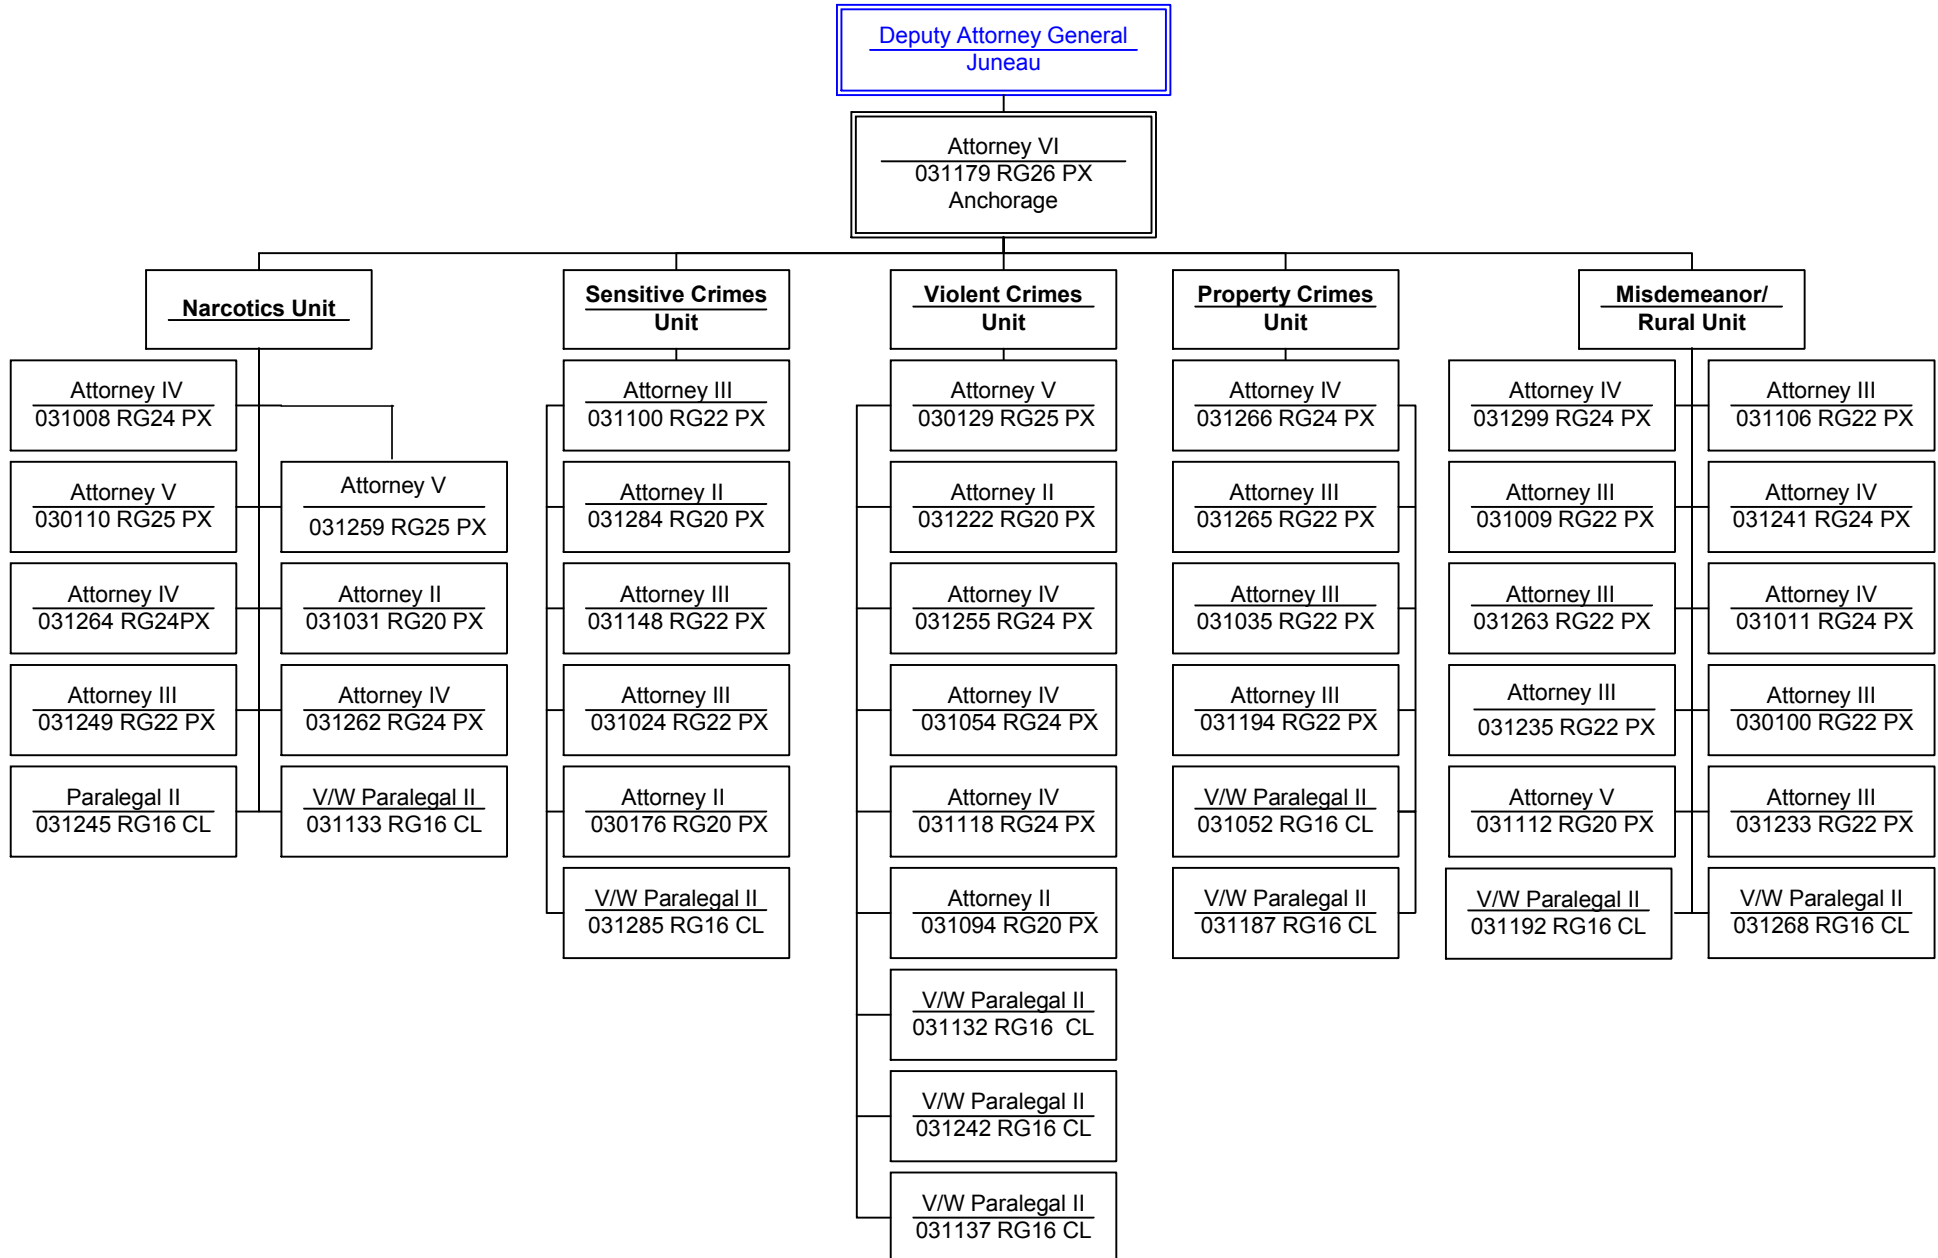 Deputy Attorney General
Juneau
Attorney VI
031179 RG26 PX
Anchorage
Narcotics Unit
Attorney IV
031008 RG24 PX
Attorney V
030110 RG25 PX
Attorney V
031259 RG25 PX
Attorney IV
031264 RG24PX
Attorney II
031031 RG20 PX
Attorney III
031249 RG22 PX
Attorney IV
031262 RG24 PX
Paralegal II
031245 RG16 CL
V/W Paralegal II
031133 RG16 CL
Sensitive Crimes
Unit
Attorney III
031100 RG22 PX
Attorney II
031284 RG20 PX
Attorney III
031148 RG22 PX
Attorney III
031024 RG22 PX
Attorney II
030176 RG20 PX
V/W Paralegal II
031285 RG16 CL
Violent Crimes
Unit
Attorney V
030129 RG25 PX
Attorney II
031222 RG20 PX
Attorney IV
031255 RG24 PX
Attorney IV
031054 RG24 PX
Attorney IV
031118 RG24 PX
Attorney II
031094 RG20 PX
V/W Paralegal II
031132 RG16  CL
V/W Paralegal II
031242 RG16 CL
V/W Paralegal II
031137 RG16 CL
Property Crimes
Unit
Attorney IV
031266 RG24 PX
Attorney III
031265 RG22 PX
Attorney III
031035 RG22 PX
Attorney III
031194 RG22 PX
V/W Paralegal II
031052 RG16 CL
V/W Paralegal II
031187 RG16 CL
Misdemeanor/
Rural Unit
Attorney IV
031299 RG24 PX
Attorney III
031106 RG22 PX
Attorney III
031009 RG22 PX
Attorney IV
031241 RG24 PX
Attorney III
031263 RG22 PX
Attorney IV
031011 RG24 PX
Attorney III
031235 RG22 PX
Attorney III
030100 RG22 PX
Attorney V
031112 RG20 PX
Attorney III
031233 RG22 PX
V/W Paralegal II
031192 RG16 CL
V/W Paralegal II
031268 RG16 CL